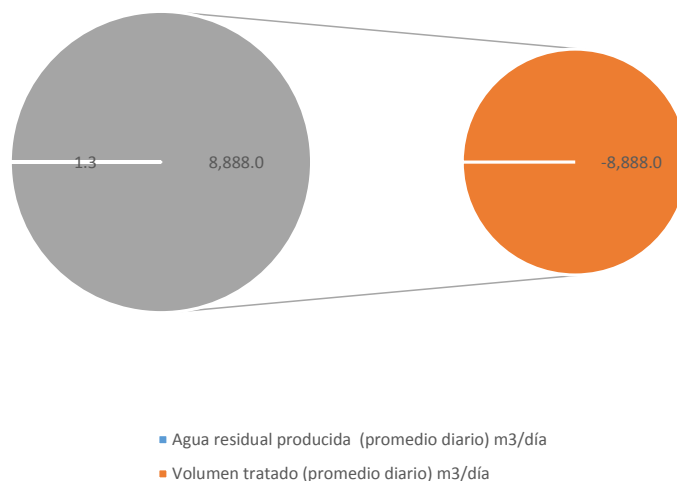 1.3
8,888.0
-8,888.0
Agua residual producida (promedio diario) m3/día
Volumen tratado (promedio diario) m3/día